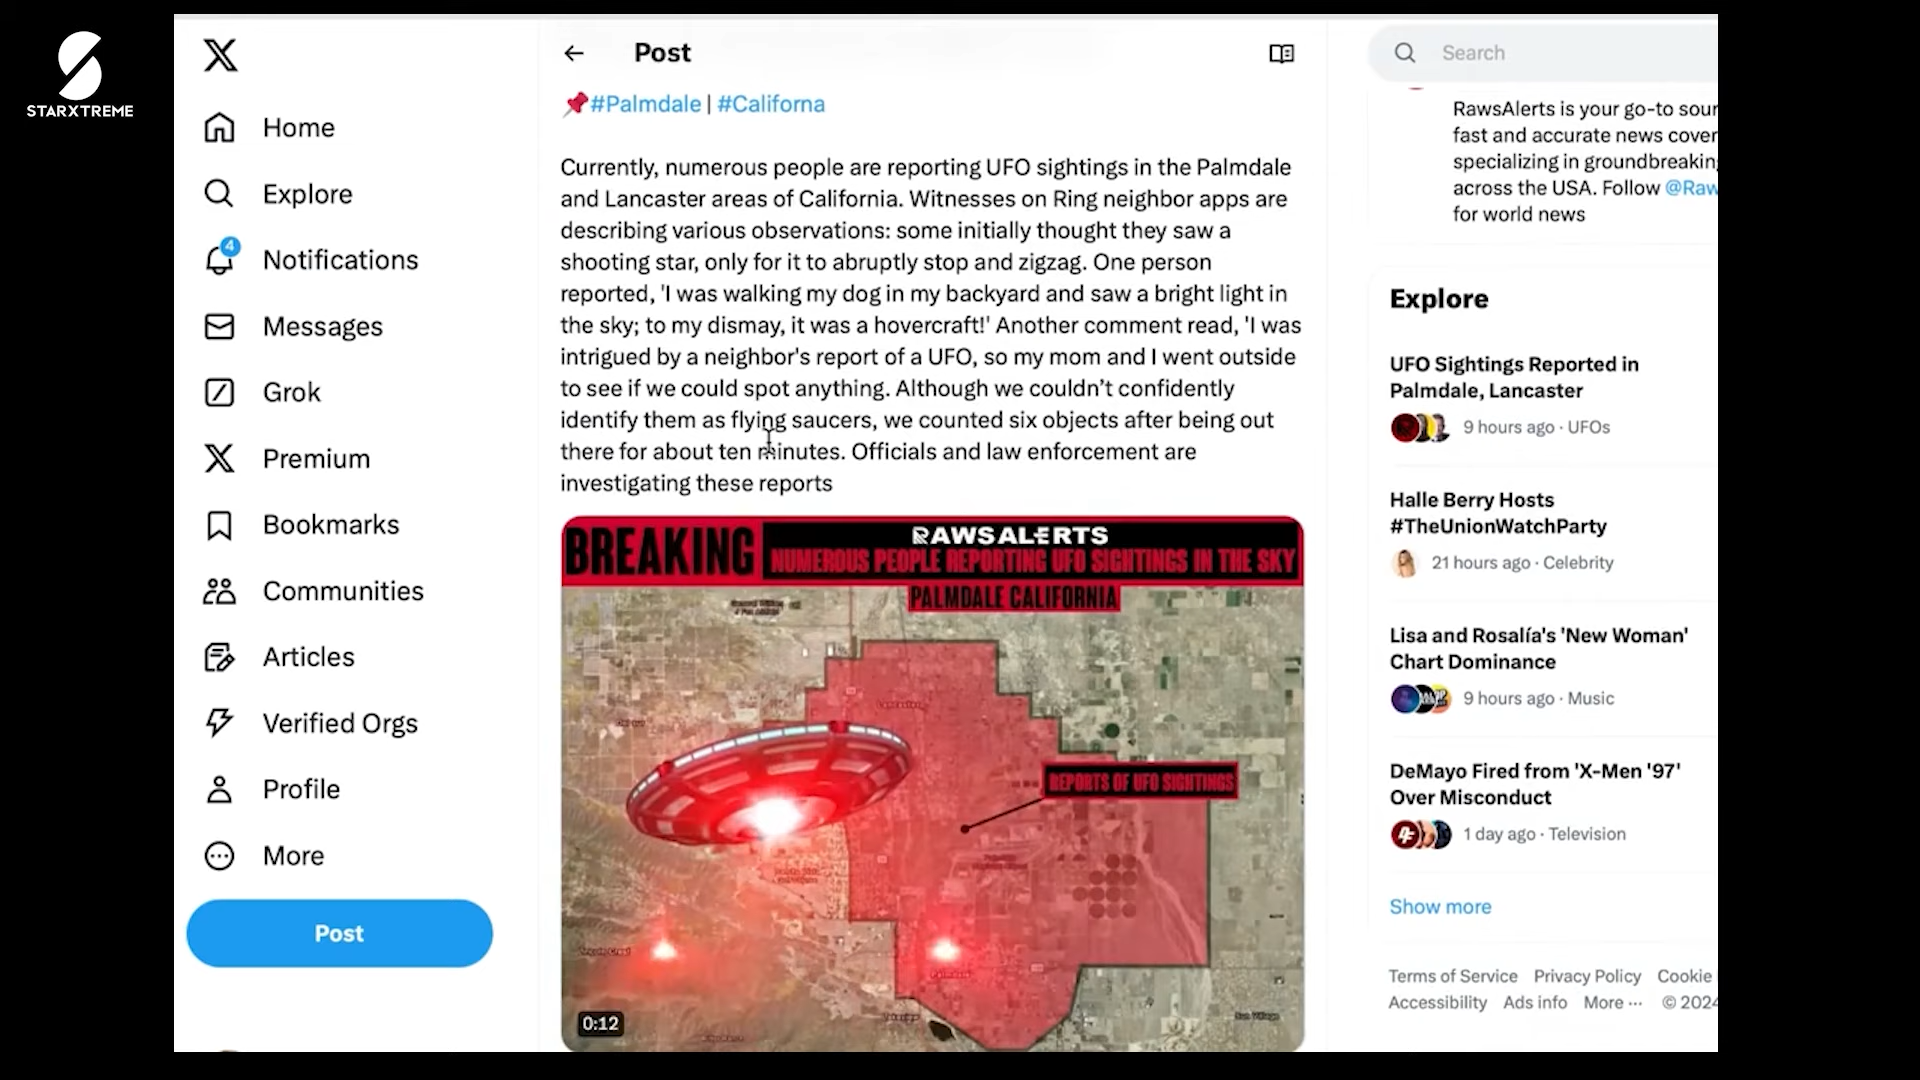 STARXTREME
Home
Explore
4
Notifications
Messages
Grok
Premium
Bookmarks
Communities
Articles
Verified Orgs
Profile
More
Post
Post
#Palmdale | #Californa
Currently, numerous people are reporting UFO sightings in the Palmdale
and Lancaster areas of California. Witnesses on Ring neighbor apps are
describing various observations: some initially thought they saw a
shooting star, only for it to abruptly stop and zigzag. One person
reported, 'I was walking my dog in my backyard and saw a bright light in
the sky; to my dismay, it was a hovercraft!' Another comment read, 'I was
intrigued by a neighbor's report of a UFO, so my mom and I went outside
to see if we could spot anything. Although we couldn’t confidently
identify them as flying saucers, we counted six objects after being out
there for about ten minutes. Officials and law enforcement are
investigating these reports
BREAKING
RAWSALERTS
NUMEROUS PEOPLE REPORTING UFO SIGHTINGS IN THE SKY
PALMDALE CALIFORNIA
REPORTS OF UFO SIGHTINGS
Lancaster
Palmdale
0:12
Search
RawsAlerts is your go-to sour
fast and accurate news cover
specializing in groundbreaking
across the USA. Follow @Raw
for world news
Explore
UFO Sightings Reported in
Palmdale, Lancaster
9 hours ago · UFOs
Halle Berry Hosts
#TheUnionWatchParty
21 hours ago · Celebrity
Lisa and Rosalía's 'New Woman'
Chart Dominance
9 hours ago · Music
DeMayo Fired from 'X-Men '97'
Over Misconduct
1 day ago · Television
Show more
Terms of Service Privacy Policy Cookie
Accessibility Ads info More ··· © 2024